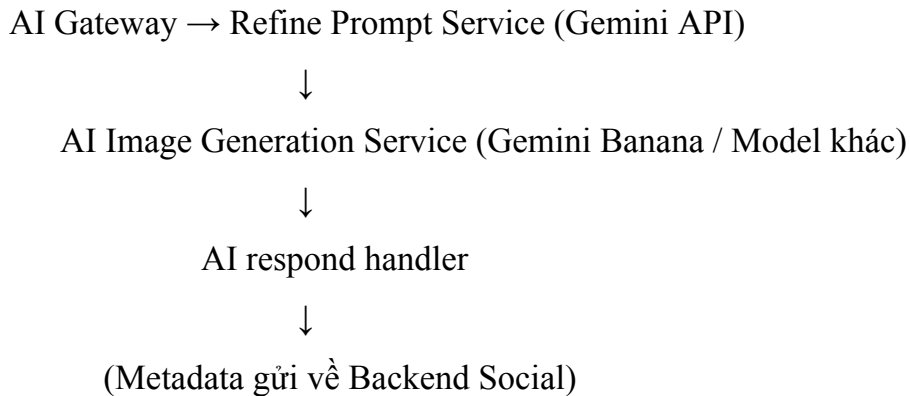 AI Gateway → Refine Prompt Service (Gemini API)
↓
AI Image Generation Service (Gemini Banana / Model khác)
↓
AI respond handler
↓
(Metadata gửi về Backend Social)